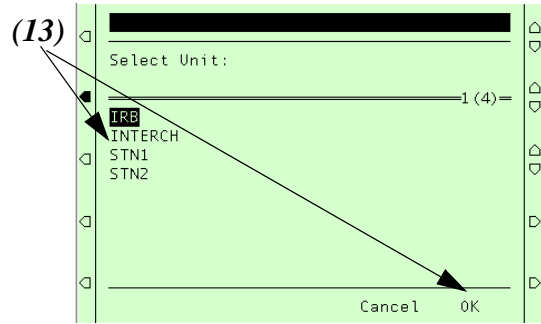 (13)
Select Unit:
1(4)
IRB
INTERCH
STN1
STN2
Cancel OK